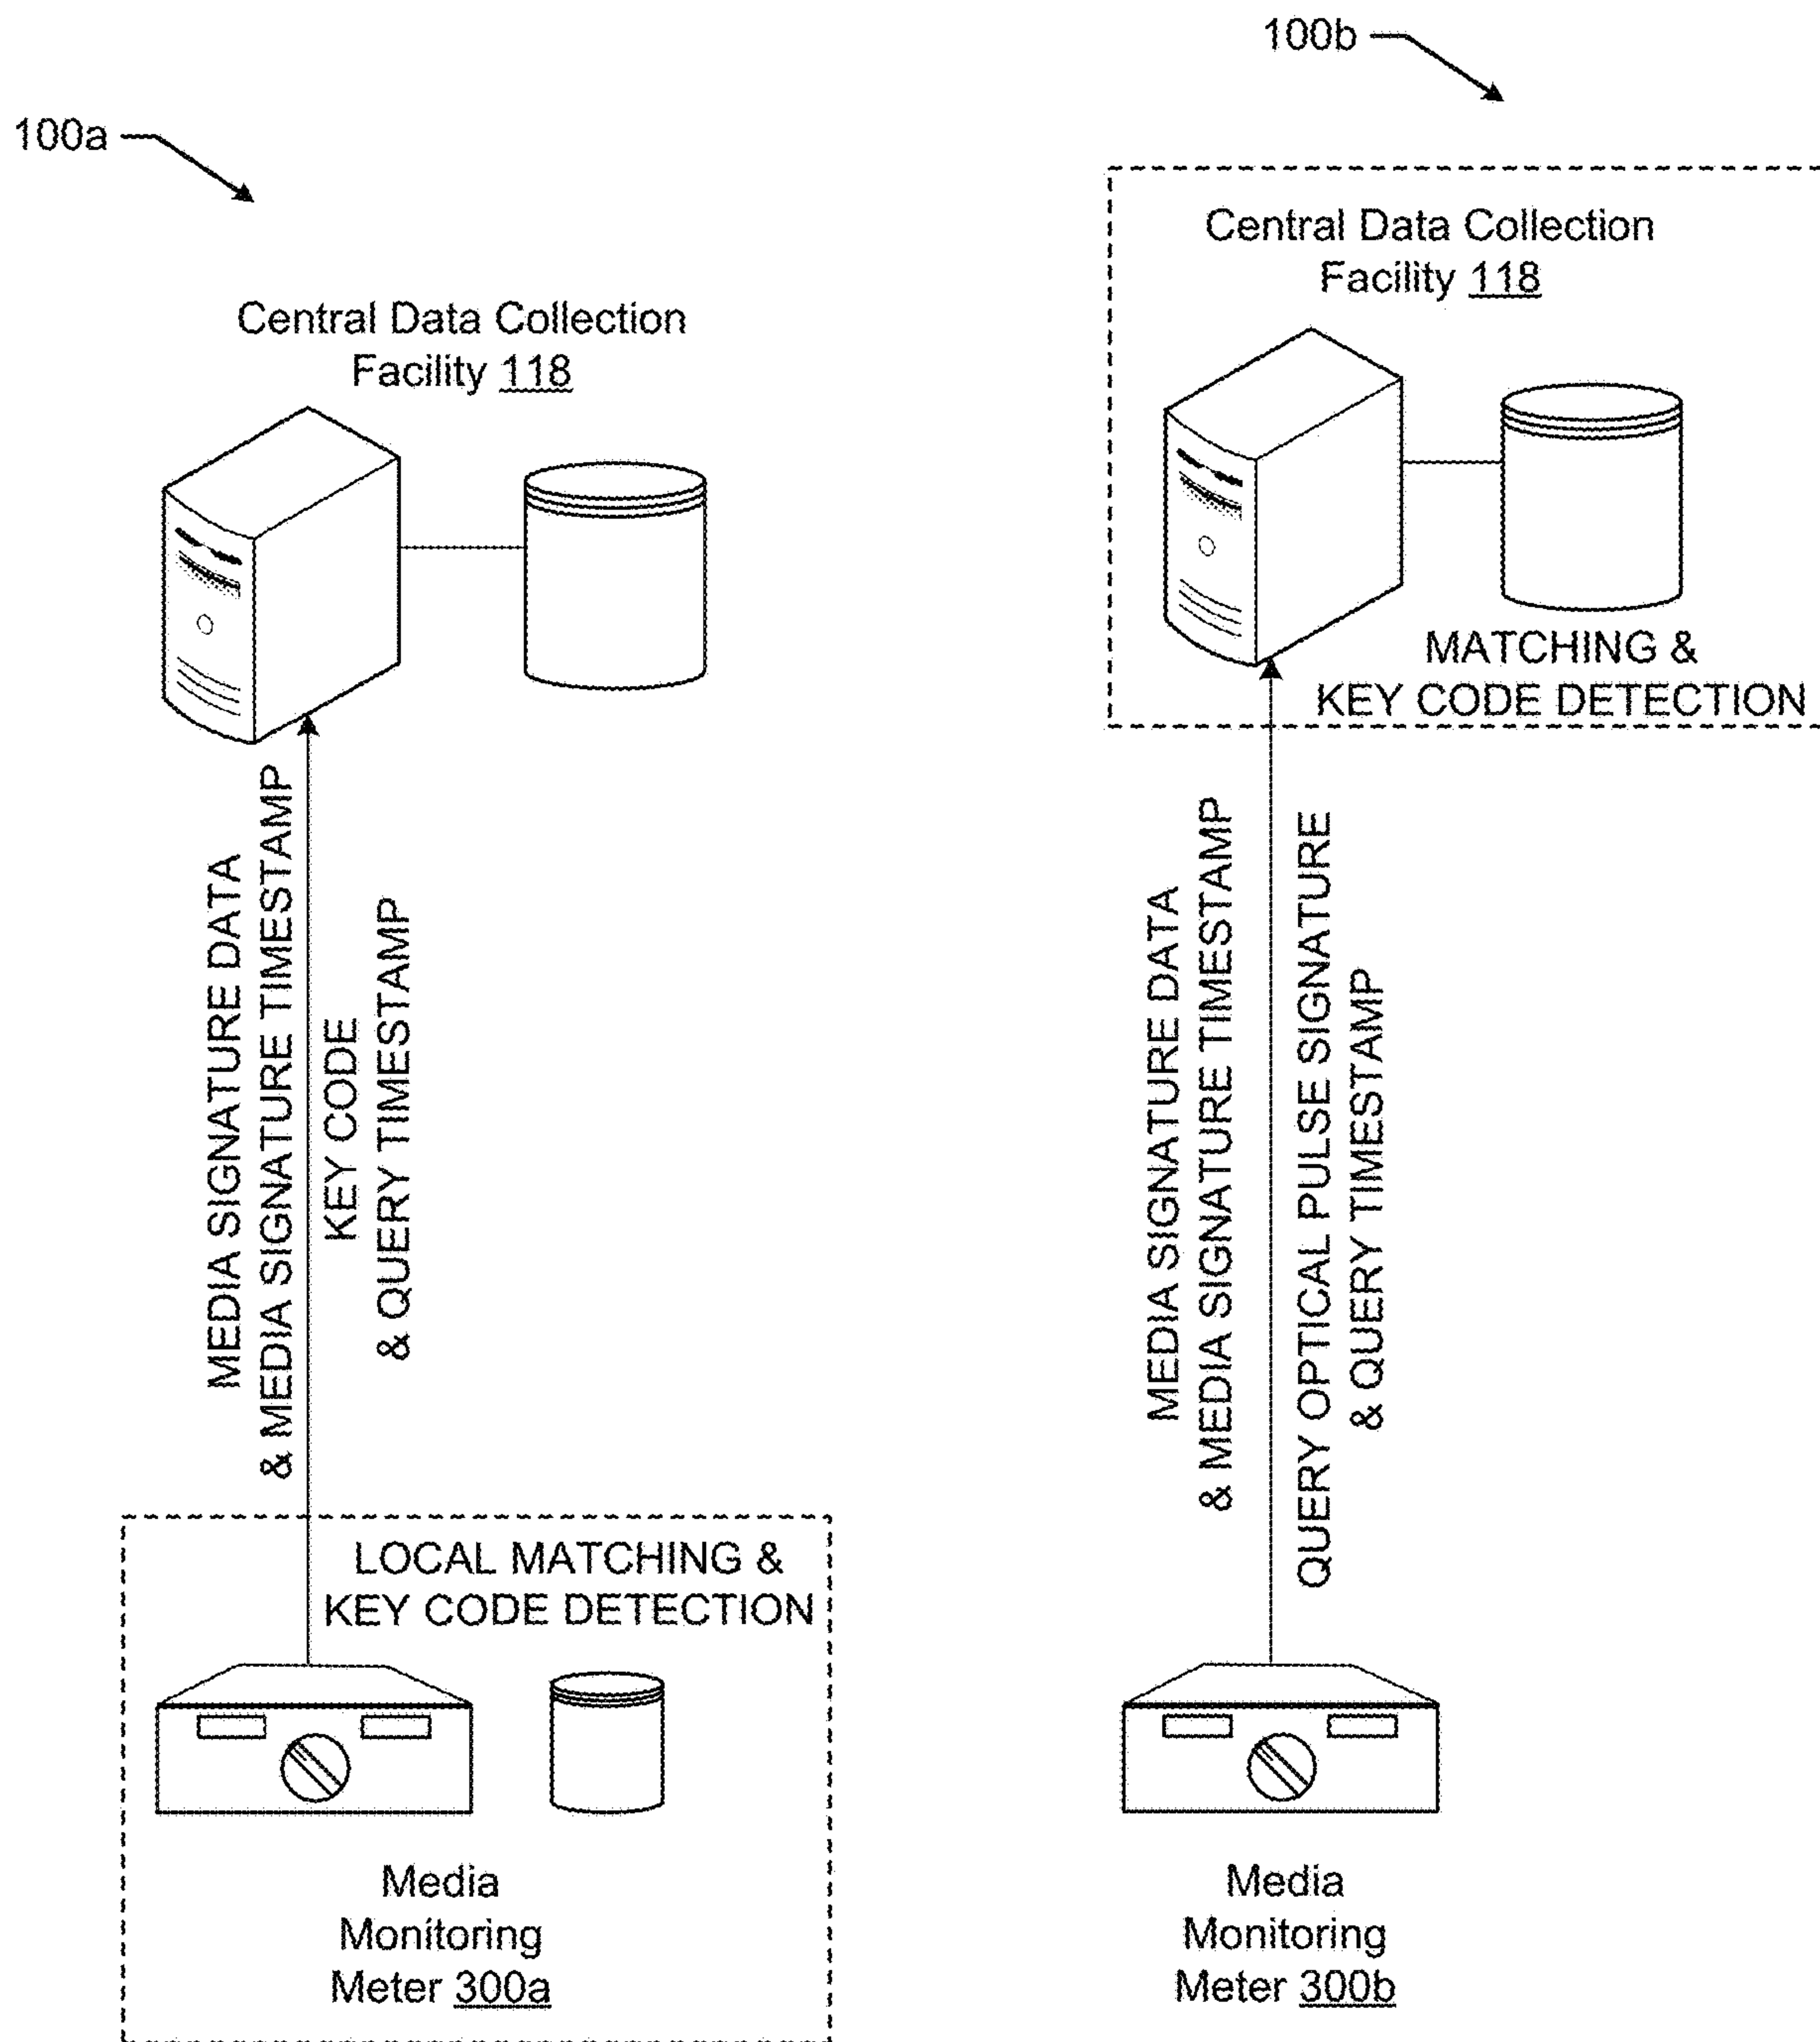 100a
Central Data Collection
Facility 118
MEDIA SIGNATURE DATA
& MEDIA SIGNATURE TIMESTAMP
KEY CODE
& QUERY TIMESTAMP
LOCAL MATCHING &
KEY CODE DETECTION
Media
Monitoring
Meter 300a
100b
Central Data Collection
Facility 118
MATCHING &
KEY CODE DETECTION
MEDIA SIGNATURE DATA
& MEDIA SIGNATURE TIMESTAMP
QUERY OPTICAL PULSE SIGNATURE
& QUERY TIMESTAMP
Media
Monitoring
Meter 300b